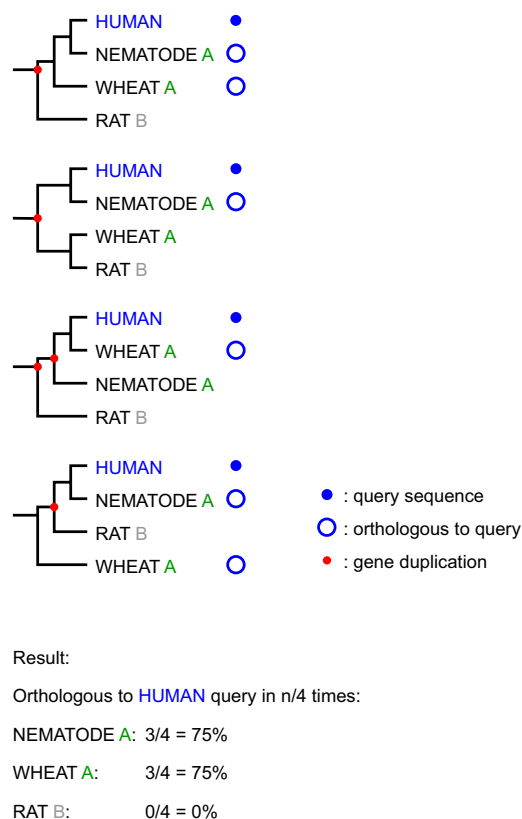 HUMAN
NEMATODE A
WHEAT A
RAT B
HUMAN
NEMATODE A
WHEAT A
RAT B
HUMAN
WHEAT A
NEMATODE A
RAT B
HUMAN
NEMATODE A
RAT B
WHEAT A
: query sequence
: orthologous to query
: gene duplication
Result:
Orthologous to HUMAN query in n/4 times:
NEMATODE A: 3/4 = 75%
WHEAT A: 3/4 = 75%
RAT B: 0/4 = 0%